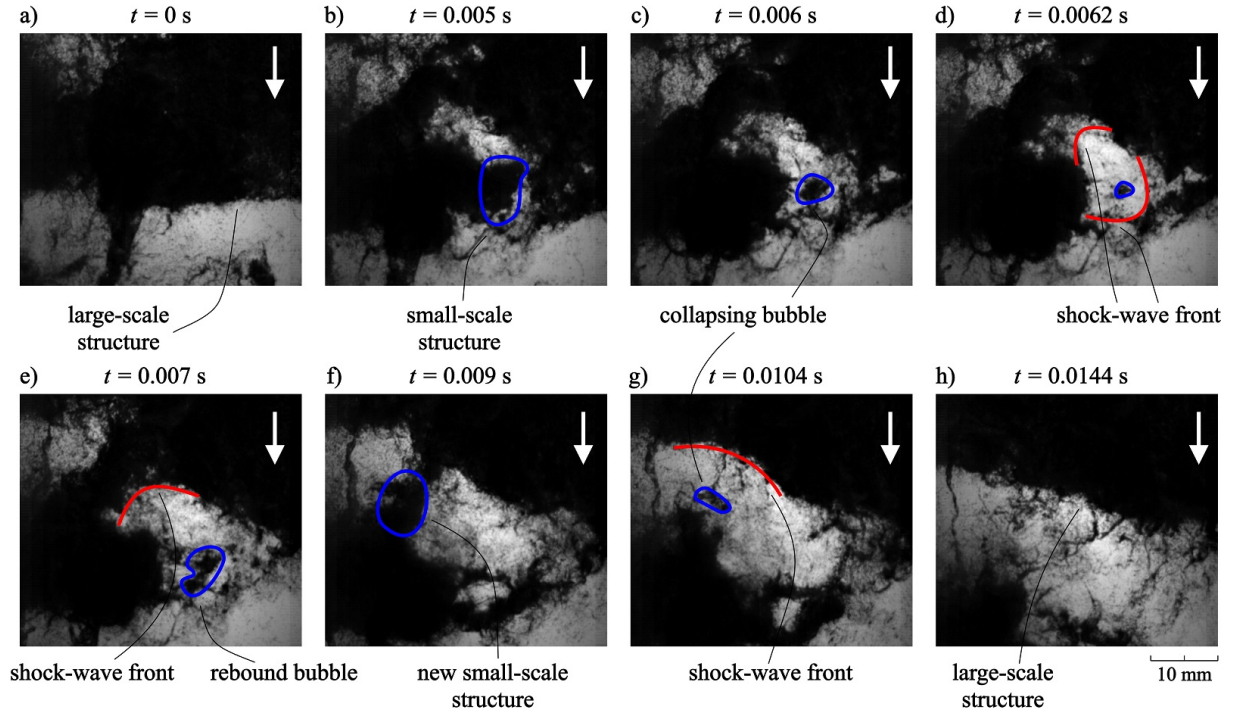 a) t = 0 s
b) t = 0.005 s
c) t = 0.006 s
d) t = 0.0062 s
large-scale
structure
small-scale
structure
collapsing bubble
shock-wave front
e) t = 0.007 s
f) t = 0.009 s
g) t = 0.0104 s
h) t = 0.0144 s
shock-wave front
rebound bubble
new small-scale
structure
shock-wave front
large-scale
structure
10 mm